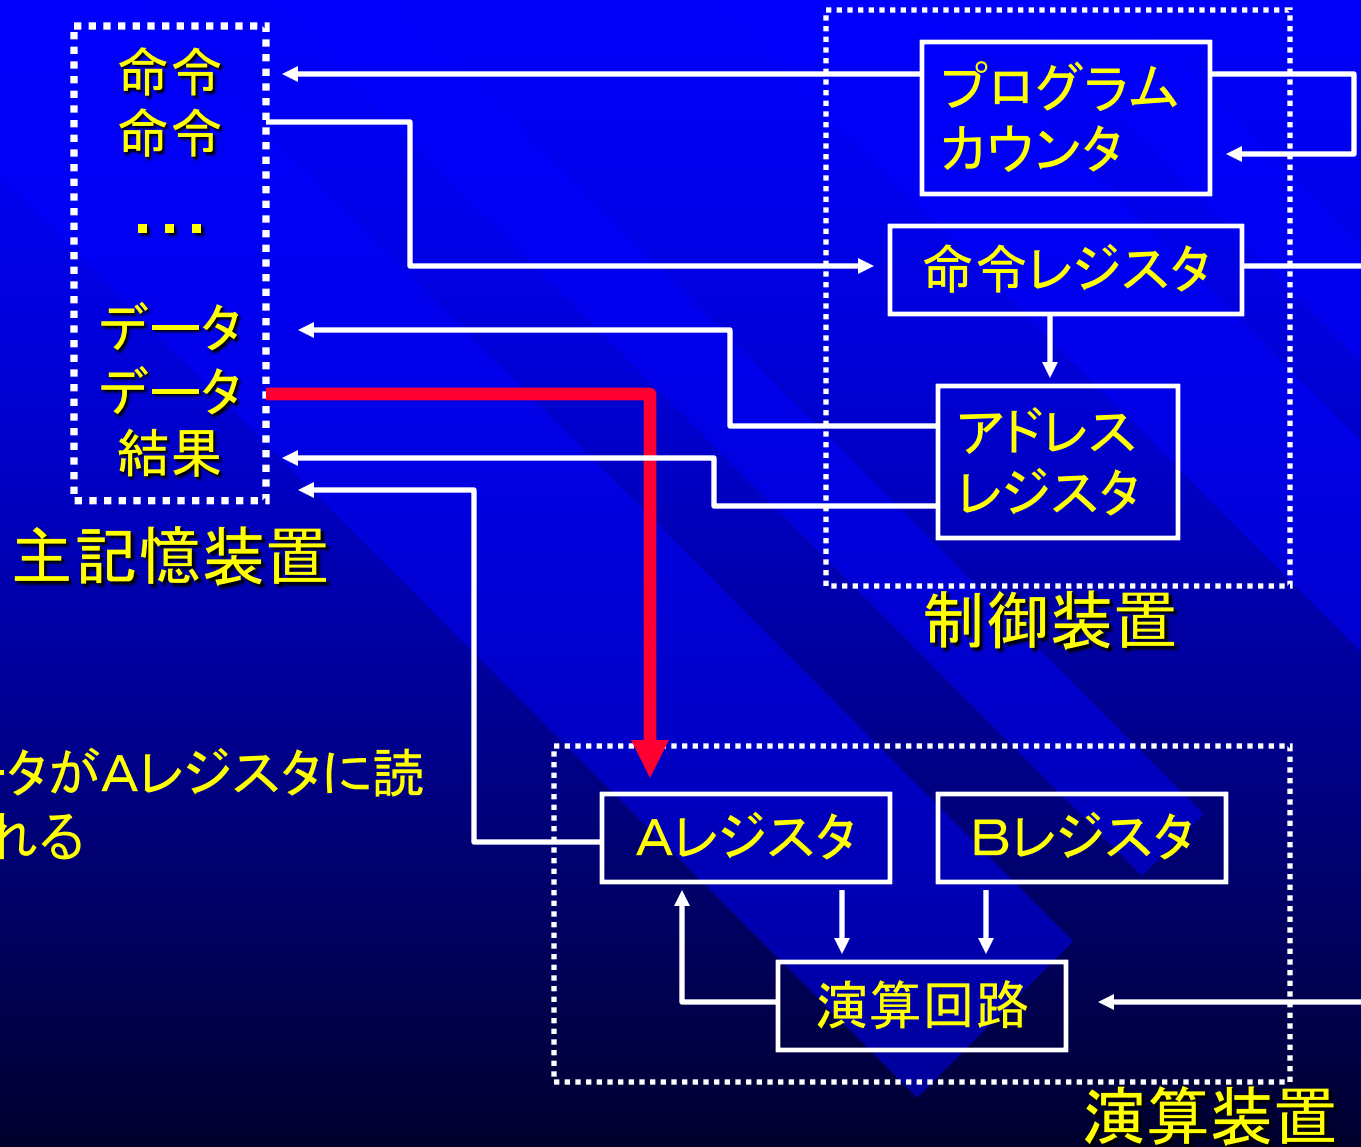 命令
命令
・・・
データ
データ
結果
主記憶装置
プログラム
カウンタ
命令レジスタ
アドレス
レジスタ
制御装置
ータがAレジスタに読
れる
Aレジスタ
Bレジスタ
演算回路
演算装置